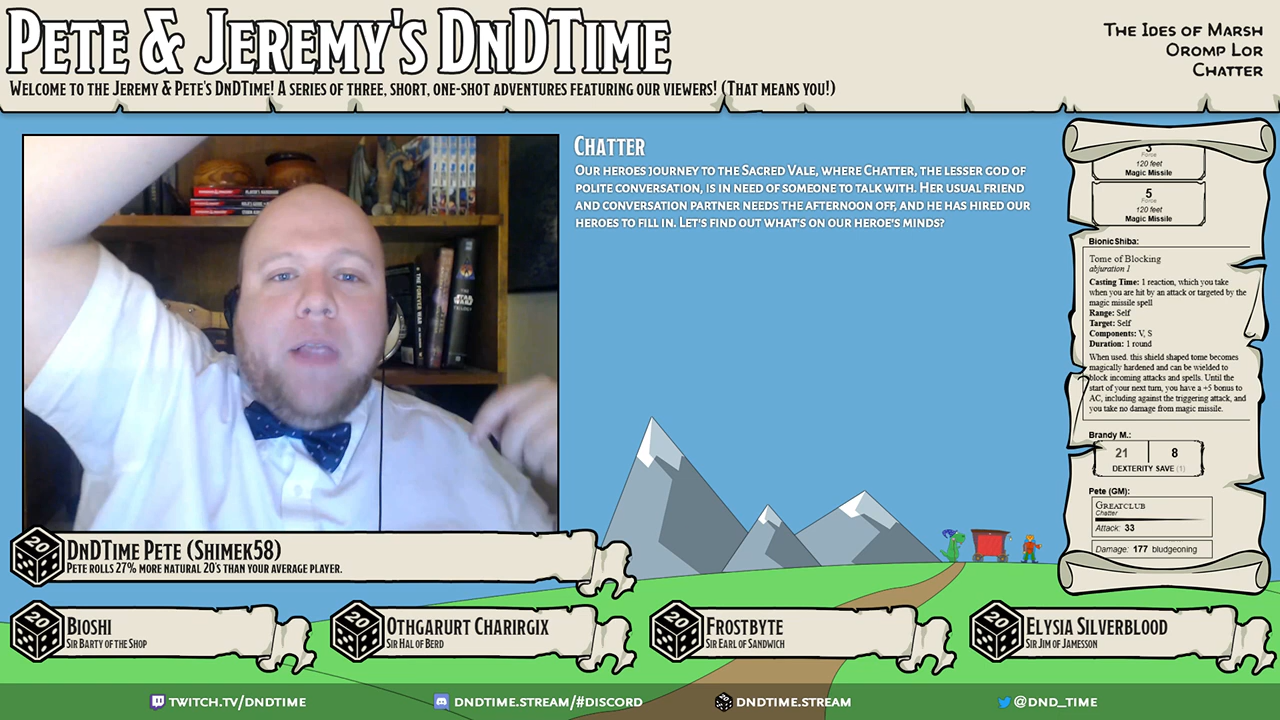 PETE & JEREMY'S DNDTIME
WELCOME TO THE JEREMY & PETE'S DNDTIME! A SERIES OF THREE, SHORT, ONE-SHOT ADVENTURES FEATURING OUR VIEWERS! (THAT MEANS YOU!)
THE IDES OF MARSH
OROMP LOR
CHATTER
CHATTER
OUR HEROES JOURNEY TO THE SACRED VALE, WHERE CHATTER, THE LESSER GOD OF
POLITE CONVERSATION, IS IN NEED OF SOMEONE TO TALK WITH. HER USUAL FRIEND
AND CONVERSATION PARTNER NEEDS THE AFTERNOON OFF, AND HE HAS HIRED OUR
HEROES TO FILL IN. LET'S FIND OUT WHAT'S ON OUR HEROE'S MINDS?
THE FOREVER WAR
THE
STAR
WARS
TRILOGY
3
Force
120 feet
Magic Missile
5
Force
120 feet
Magic Missile
BionicShiba:
Tome of Blocking
abjuration 1
Casting Time: 1 reaction, which you take
when you are hit by an attack or targeted by the
magic missile spell
Range: Self
Target: Self
Components: V, S
Duration: 1 round
When used. this shield shaped tome becomes
magically hardened and can be wielded to
block incoming attacks and spells. Until the
start of your next turn, you have a +5 bonus to
AC, including against the triggering attack, and
you take no damage from magic missile.
Brandy M.:
21 8
DEXTERITY SAVE (1)
Pete (GM):
GREATCLUB
Chatter
Attack: 33
Damage: 177 bludgeoning
20
DNDTIME PETE (SHIMEK58)
PETE ROLLS 27% MORE NATURAL 20'S THAN YOUR AVERAGE PLAYER.
20
BIOSHI
SIR BARTY OF THE SHOP
20
OTHGARURT CHARIRGIX
SIR HAL OF BERD
20
FROSTBYTE
SIR EARL OF SANDWICH
20
ELYSIA SILVERBLOOD
SIR JIM OF JAMESSON
TWITCH.TV/DNDTIME
DNDTIME.STREAM/#DISCORD
DNDTIME.STREAM
@DND_TIME